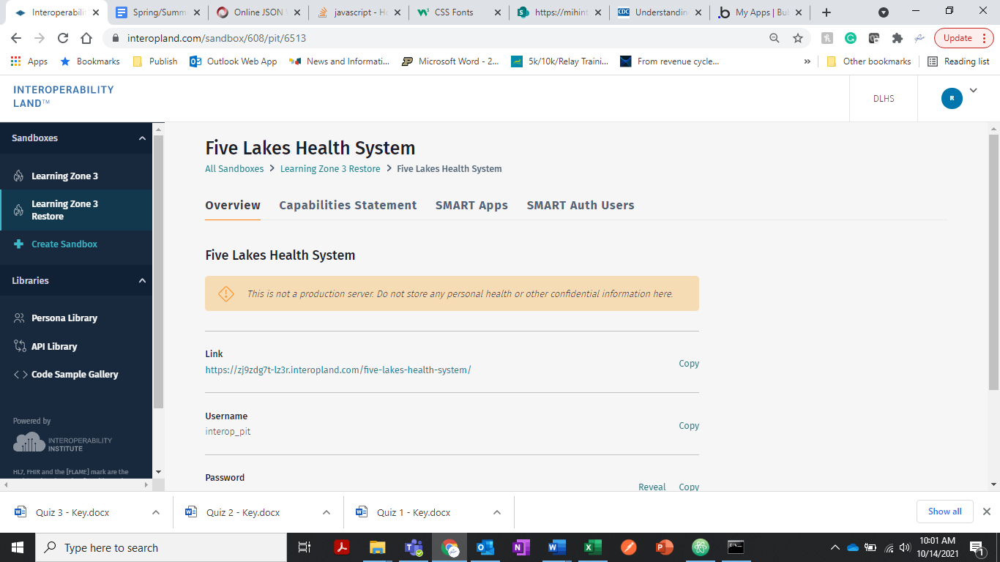 Interoperabilit
Spring/Summ
Online JSON
javascript - Ho
CSS Fonts
https://mihint
CDC
Understandin
My Apps | Bu
interopland.com/sandbox/608/pit/6513
Update
Apps
Bookmarks
Publish
Outlook Web App
News and Informati...
Microsoft Word - 2...
5k/10k/Relay Traini...
From revenue cycle...
»
Other bookmarks
Reading list
INTEROPERABILITY
LAND™
DLHS
R
Sandboxes
Learning Zone 3
Learning Zone 3
Restore
Create Sandbox
Libraries
Persona Library
API Library
Code Sample Gallery
Powered by
INTEROPERABILITY
INSTITUTE
HL7, FHIR and the [FLAME] mark are the
Five Lakes Health System
All Sandboxes > Learning Zone 3 Restore > Five Lakes Health System
Overview
Capabilities Statement
SMART Apps
SMART Auth Users
Five Lakes Health System
This is not a production server. Do not store any personal health or other confidential information here.
Link
https://zj9zdg7t-lz3r.interopland.com/five-lakes-health-system/
Copy
Username
interop_pit
Copy
Password
Reveal
Copy
Quiz 3 - Key.docx
Quiz 2 - Key.docx
Quiz 1 - Key.docx
Show all
Type here to search
10:01 AM
10/14/2021
1